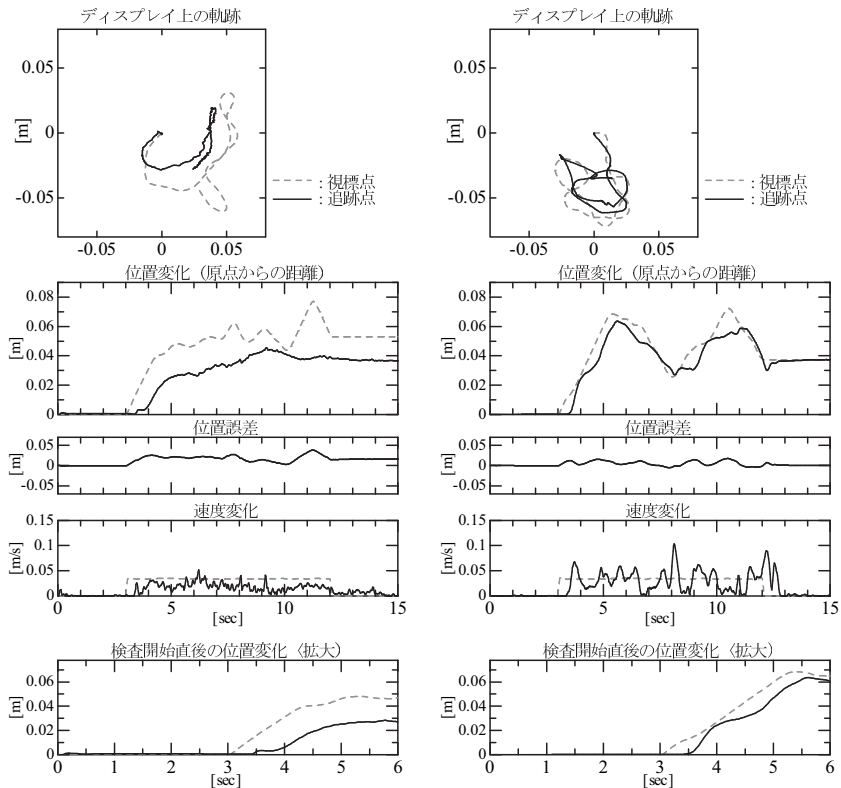 ディスプレイ上の軌跡
0.05
0
-0.05
[m]
-0.05 0 0.05
: 視標点
: 追跡点
位置変化（原点からの距離）
0.08
0.06
0.04
0.02
0
[m]
位置誤差
0.05
0
-0.05
[m]
速度変化
0.15
0.1
0.05
0
[m/s]
0 5 10 15
[sec]
検査開始直後の位置変化〈拡大）
0.06
0.04
0.02
0
[m]
0 1 2 3 4 5 6
[sec]
ディスプレイ上の軌跡
0.05
0
-0.05
[m]
-0.05 0 0.05
: 視標点
: 追跡点
位置変化（原点からの距離）
0.08
0.06
0.04
0.02
0
[m]
位置誤差
0.05
0
-0.05
[m]
速度変化
0.15
0.1
0.05
0
[m/s]
0 5 10 15
[sec]
検査開始直後の位置変化〈拡大）
0.06
0.04
0.02
0
[m]
0 1 2 3 4 5 6
[sec]